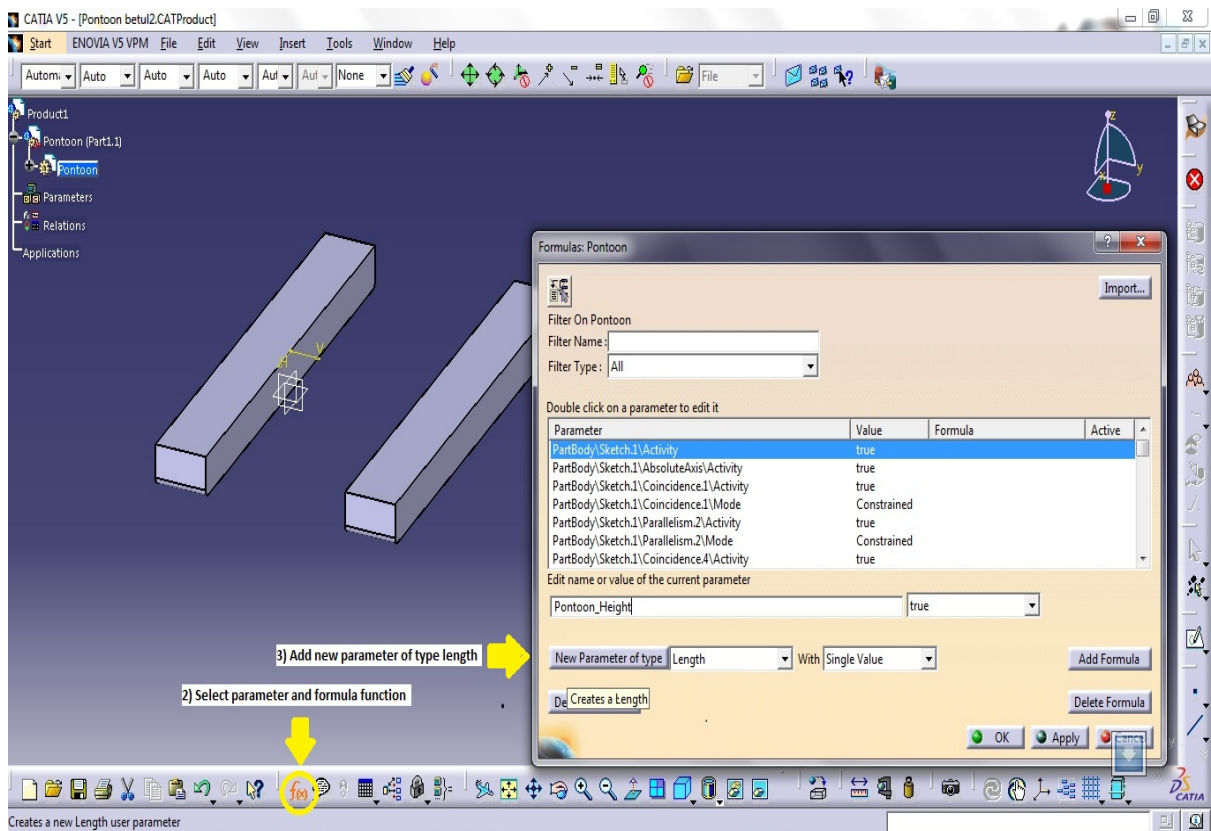 CATIA V5 - [Pontoon betul2.CATProduct]
Start ENOVIA V5 VPM File Edit View Insert Tools Window Help
Automa Auto Auto Auto Aut Aut None File
Product1
Pontoon (Part1.1)
Pontoon
Parameters
Relations
Applications
z
y
x
y
Formulas: Pontoon
Import...
Filter On Pontoon
Filter Name :
Filter Type : All
Double click on a parameter to edit it
Parameter Value Formula Active
PartBody\Sketch.1\Activity true
PartBody\Sketch.1\AbsoluteAxis\Activity true
PartBody\Sketch.1\Coincidence.1\Activity true
PartBody\Sketch.1\Coincidence.1\Mode Constrained
PartBody\Sketch.1\Parallelism.2\Activity true
PartBody\Sketch.1\Parallelism.2\Mode Constrained
PartBody\Sketch.1\Coincidence.4\Activity true
Edit name or value of the current parameter
Pontoon_Height true
3) Add new parameter of type length
New Parameter of type Length With Single Value Add Formula
2) Select parameter and formula function
De Creates a Length Delete Formula
OK Apply Cancel
f(x)
CATIA
Creates a new Length user parameter